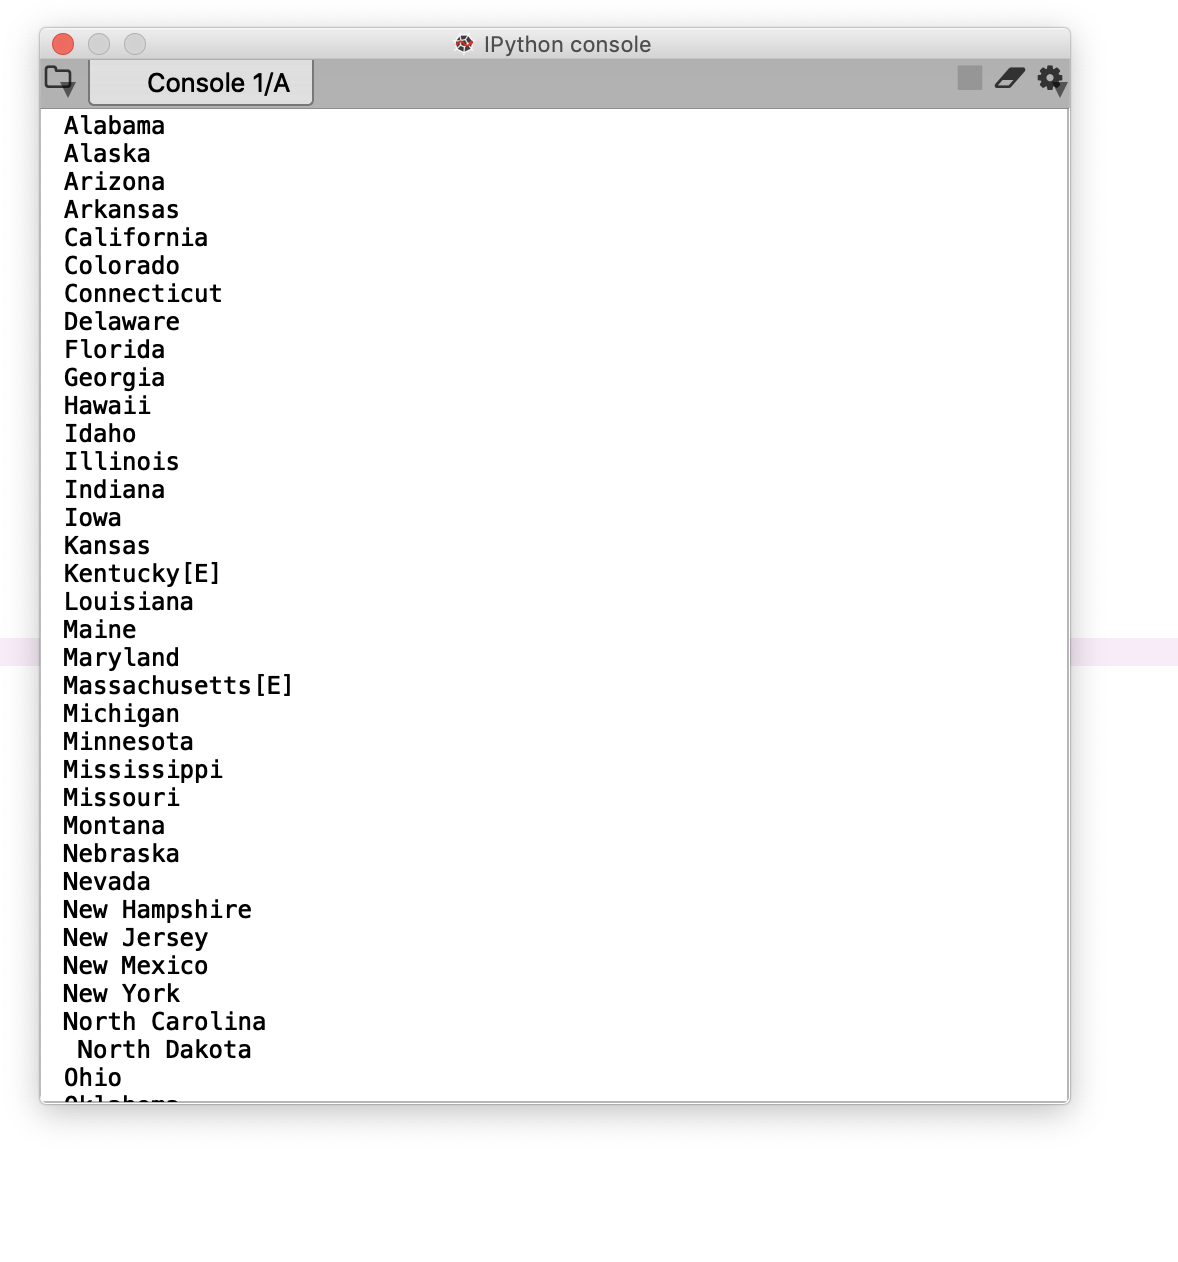 IPython console
Console 1/A
Alabama
Alaska
Arizona
Arkansas
California
Colorado
Connecticut
Delaware
Florida
Georgia
Hawaii
Idaho
Illinois
Indiana
Iowa
Kansas
Kentucky[E]
Louisiana
Maine
Maryland
Massachusetts[E]
Michigan
Minnesota
Mississippi
Missouri
Montana
Nebraska
Nevada
New Hampshire
New Jersey
New Mexico
New York
North Carolina
 North Dakota
Ohio
Oklahoma